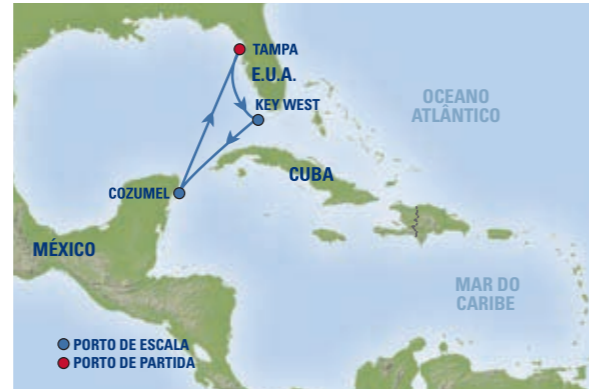 TAMPA
E.U.A.
KEY WEST
OCEANO
ATLÂNTICO
CUBA
COZUMEL
MÉXICO
MAR DO
CARIBE
PORTO DE ESCALA
PORTO DE PARTIDA